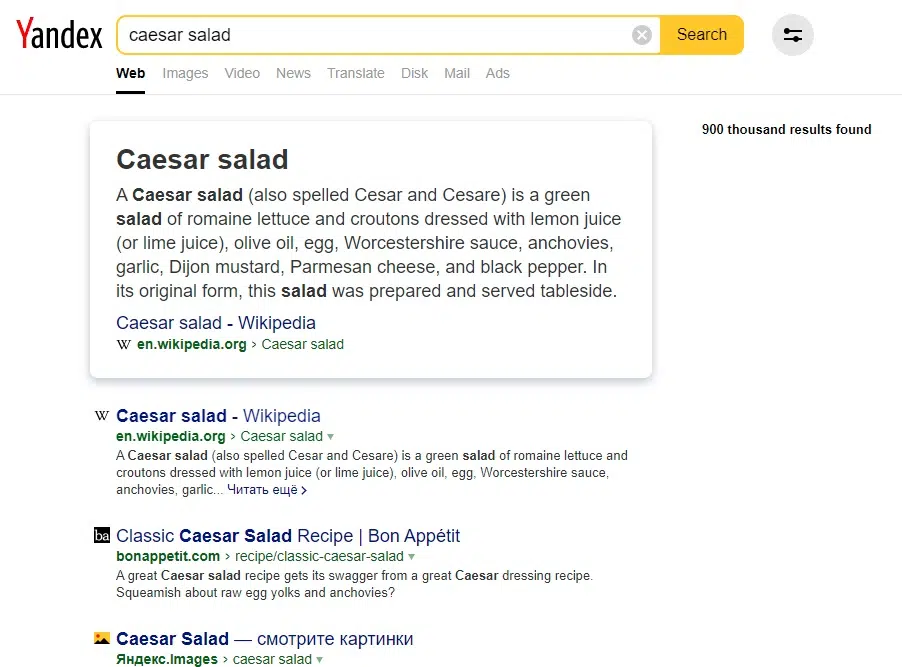 Yandex
caesar salad
Search
Web Images Video News Translate Disk Mail Ads
900 thousand results found
Caesar salad
A Caesar salad (also spelled Cesar and Cesare) is a green
salad of romaine lettuce and croutons dressed with lemon juice
(or lime juice), olive oil, egg, Worcestershire sauce, anchovies,
garlic, Dijon mustard, Parmesan cheese, and black pepper. In
its original form, this salad was prepared and served tableside.
Caesar salad - Wikipedia
W en.wikipedia.org › Caesar salad
W Caesar salad - Wikipedia
en.wikipedia.org › Caesar salad
A Caesar salad (also spelled Cesar and Cesare) is a green salad of romaine lettuce and
croutons dressed with lemon juice (or lime juice), olive oil, egg, Worcestershire sauce,
anchovies, garlic... Читать ещё ›
ba Classic Caesar Salad Recipe | Bon Appétit
bonappetit.com › recipe/classic-caesar-salad
A great Caesar salad recipe gets its swagger from a great Caesar dressing recipe.
Squeamish about raw egg yolks and anchovies?
Caesar Salad — смотрите картинки
Яндекс.Images › caesar salad